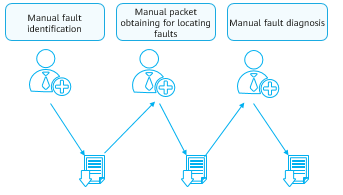 Manual fault
identification
Manual packet
obtaining for locating
faults
Manual fault diagnosis